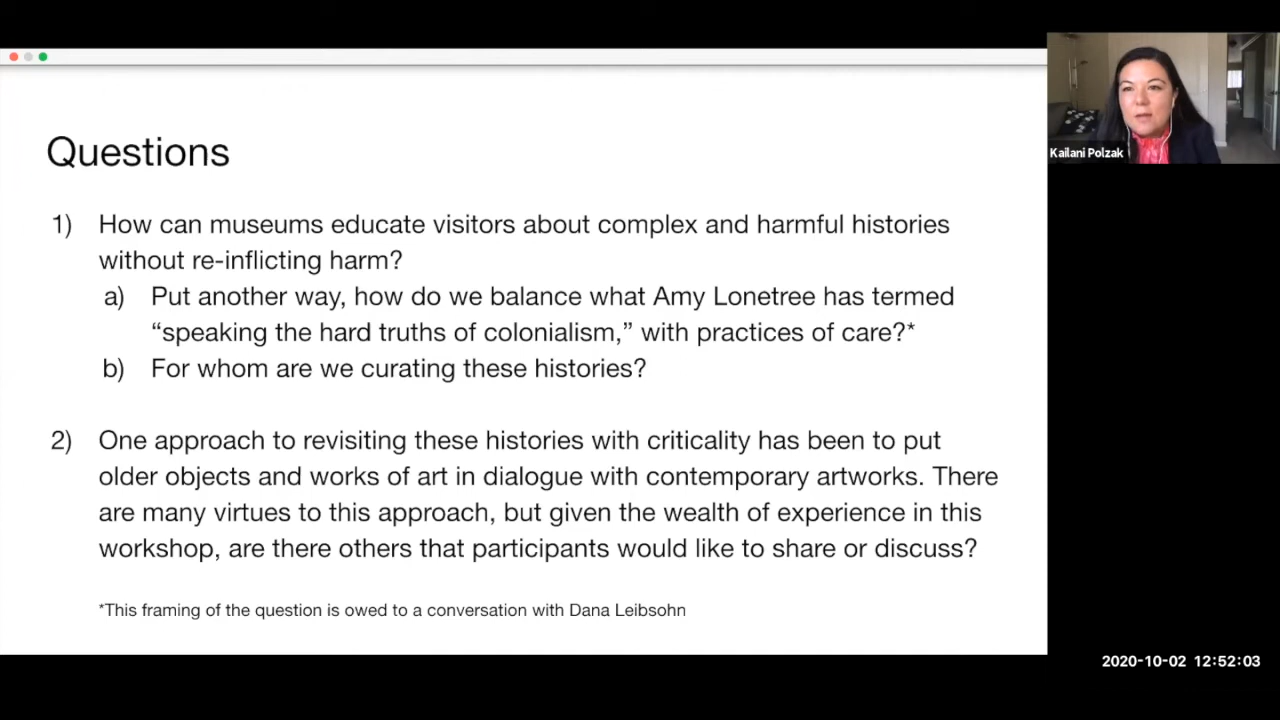 Questions
1) How can museums educate visitors about complex and harmful histories
without re-inflicting harm?
a) Put another way, how do we balance what Amy Lonetree has termed
“speaking the hard truths of colonialism,” with practices of care?*
b) For whom are we curating these histories?
2) One approach to revisiting these histories with criticality has been to put
older objects and works of art in dialogue with contemporary artworks. There
are many virtues to this approach, but given the wealth of experience in this
workshop, are there others that participants would like to share or discuss?
*This framing of the question is owed to a conversation with Dana Leibsohn
Kailani Polzak
2020-10-02 12:52:03